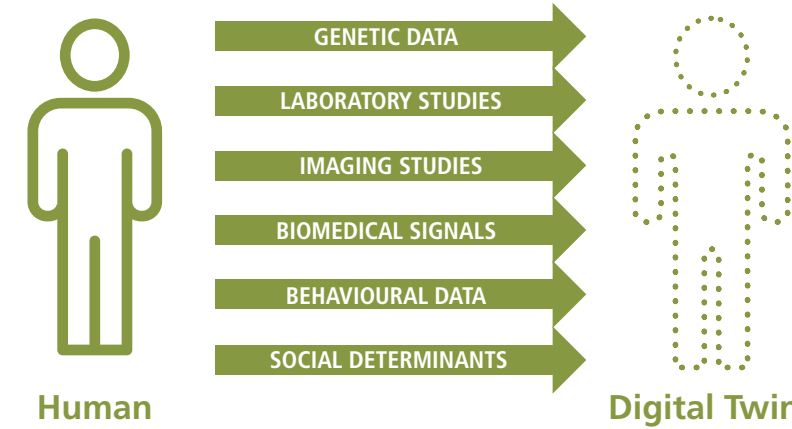 GENETIC DATA
LABORATORY STUDIES
IMAGING STUDIES
BIOMEDICAL SIGNALS
BEHAVIOURAL DATA
SOCIAL DETERMINANTS
Human
Digital Twin